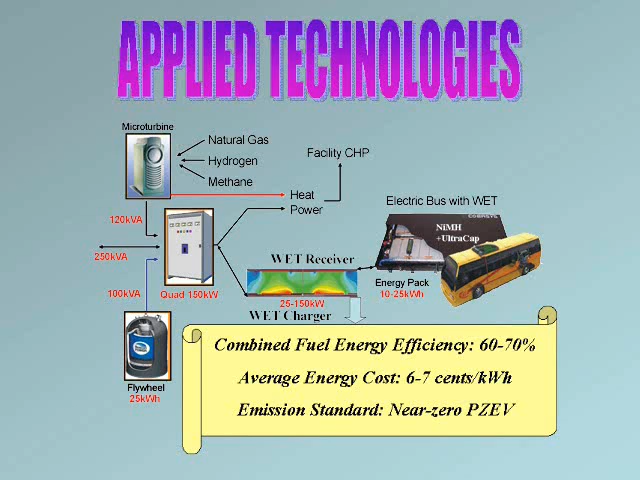 APPLIED TECHNOLOGIES
Microturbine
Natural Gas
Hydrogen
Methane
Facility CHP
Heat
Power
120kVA
250kVA
100kVA
Quad-150kW
Flywheel
25kWh
WET Receiver
25-150kW
WET Charger
Electric Bus with WET
NiMH
+UltraCap
Energy Pack
10-25kWh
Combined Fuel Energy Efficiency: 60-70%
Average Energy Cost: 6-7 cents/kWh
Emission Standard: Near-zero PZEV